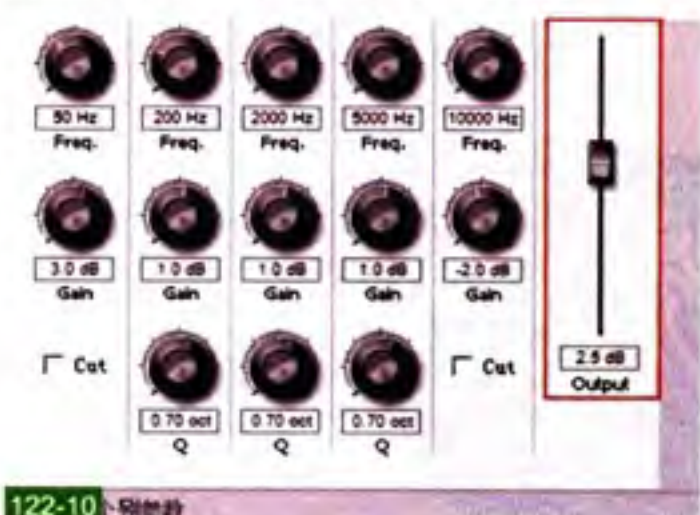 50 Hz 200 Hz 2000 Hz 5000 Hz 10000 Hz
Freq. Freq. Freq. Freq. Freq.
3.0 dB 1.0 dB 1.0 dB 1.0 dB -2.0 dB
Gain Gain Gain Gain Gain
2.5 dB
Cut Cut Output
0.70 oct 0.70 oct 0.70 oct
Q Q Q
122-10